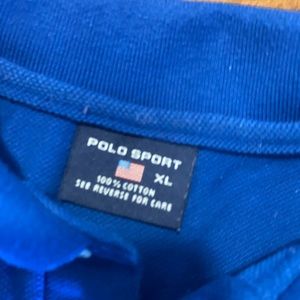 POLO SPORT
XL
100% COTTON
SEE REVERSE FOR CARE